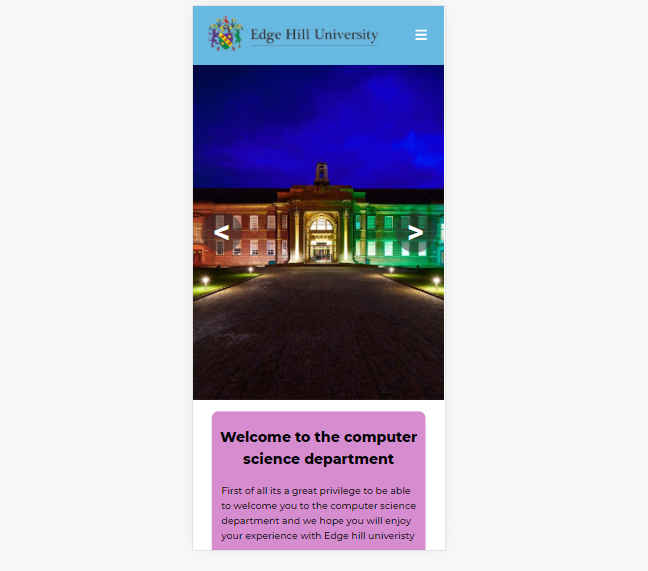 Edge Hill University
< >
Welcome to the computer
science department
First of all its a great privilege to be able
to welcome you to the computer science
department and we hope you will enjoy
your experience with Edge hill univeristy